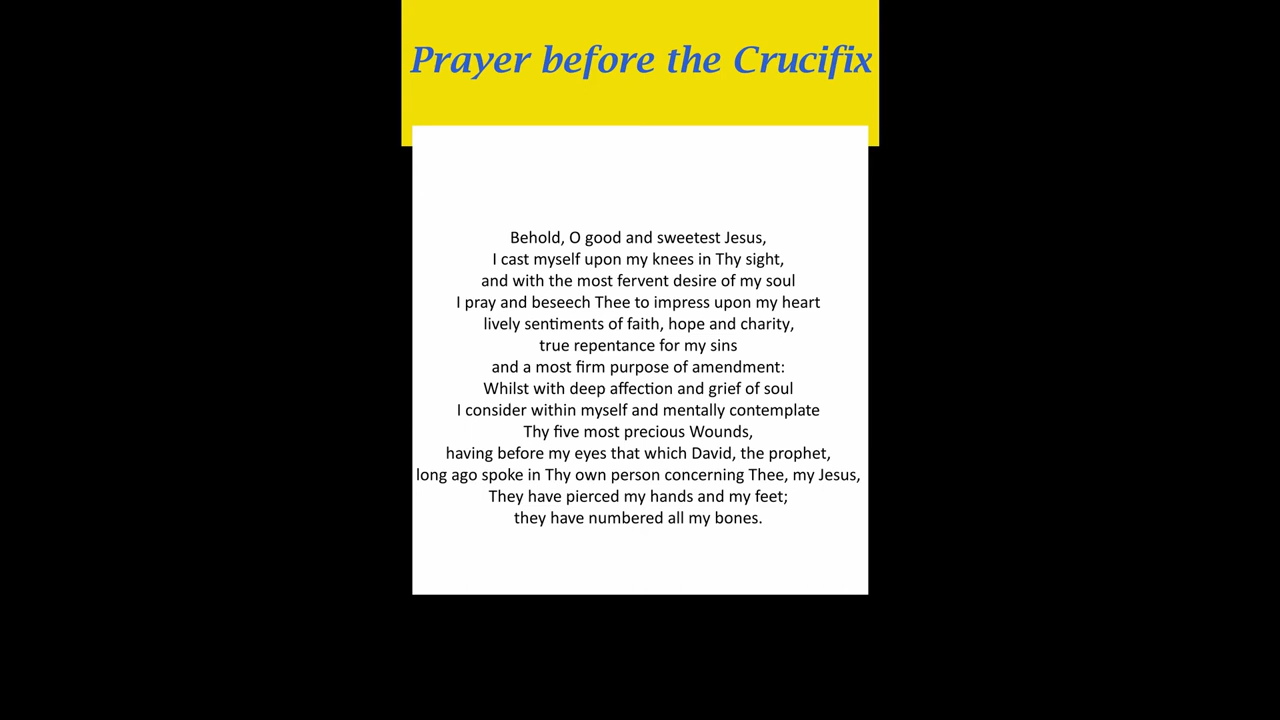 Prayer before the Crucifix
Behold, O good and sweetest Jesus,
I cast myself upon my knees in Thy sight,
and with the most fervent desire of my soul
I pray and beseech Thee to impress upon my heart
lively sentiments of faith, hope and charity,
true repentance for my sins
and a most firm purpose of amendment:
Whilst with deep affection and grief of soul
I consider within myself and mentally contemplate
Thy five most precious Wounds,
having before my eyes that which David, the prophet,
long ago spoke in Thy own person concerning Thee, my Jesus,
They have pierced my hands and my feet;
they have numbered all my bones.